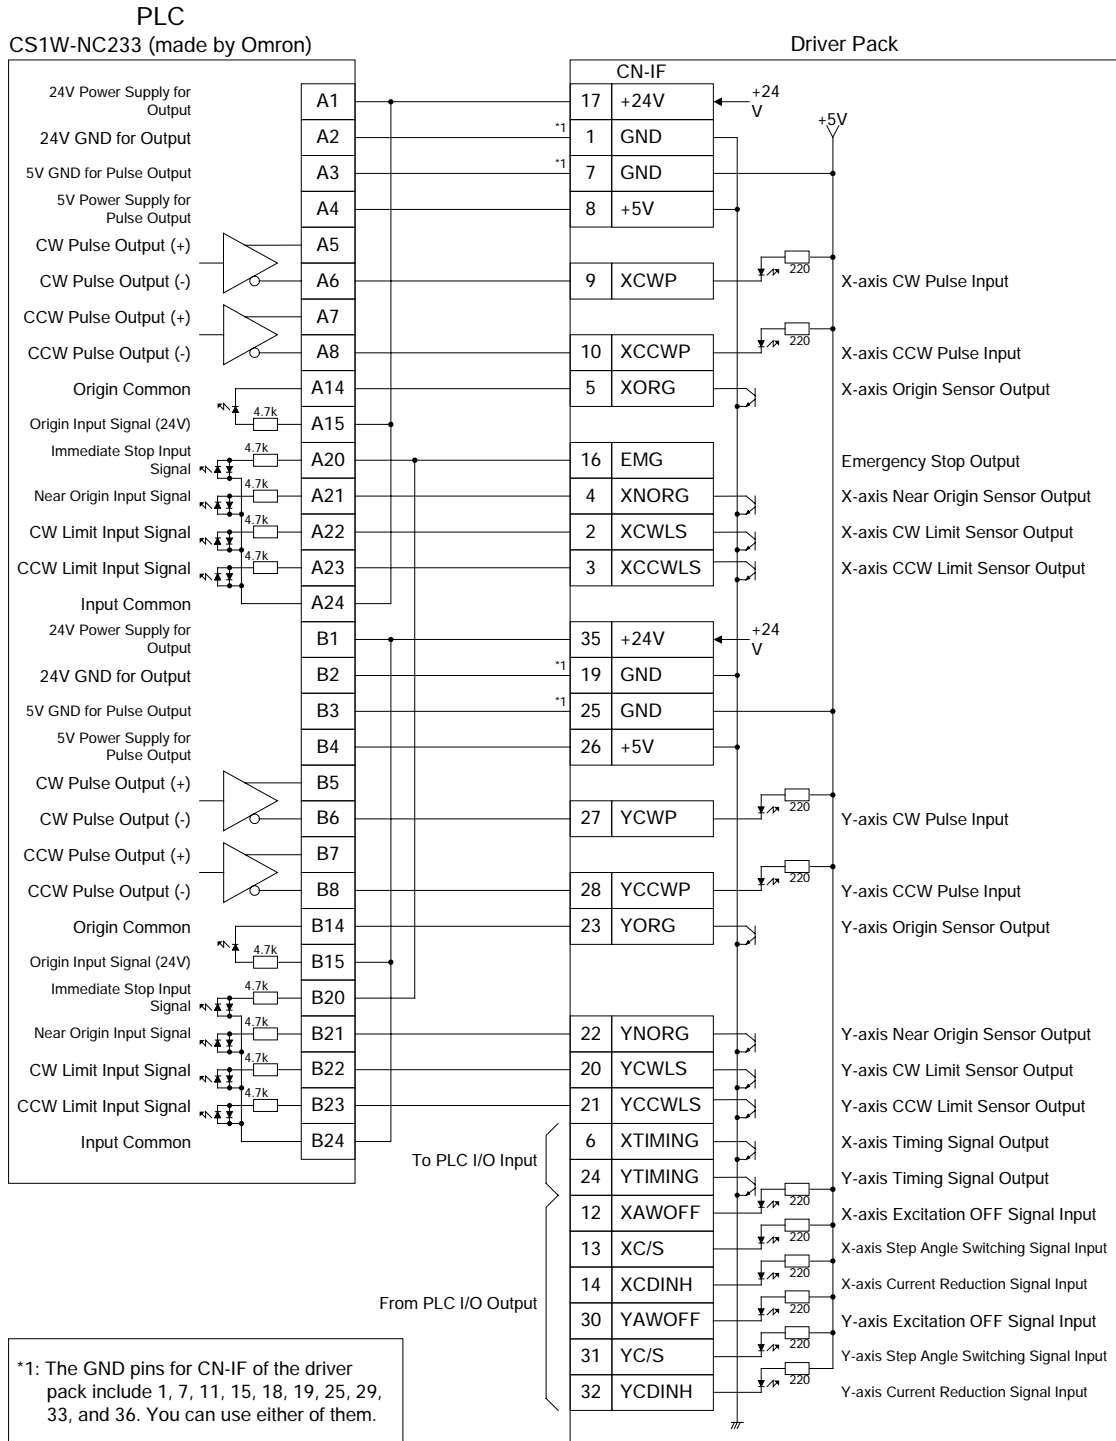 PLC
CS1W-NC233 (made by Omron)
Driver Pack
CN-IF
24V Power Supply for
Output
A1
17 +24V
+24
V
+5V
24V GND for Output
A2
*1
1 GND
5V GND for Pulse Output
A3
*1
7 GND
5V Power Supply for
Pulse Output
A4
8 +5V
CW Pulse Output (+)
A5
CW Pulse Output (-)
A6
9 XCWP
220
X-axis CW Pulse Input
CCW Pulse Output (+)
A7
CCW Pulse Output (-)
A8
10 XCCWP
220
X-axis CCW Pulse Input
Origin Common
A14
5 XORG
X-axis Origin Sensor Output
Origin Input Signal (24V)
4.7k
A15
Immediate Stop Input
Signal
4.7k
A20
16 EMG
Emergency Stop Output
Near Origin Input Signal
4.7k
A21
4 XNORG
X-axis Near Origin Sensor Output
CW Limit Input Signal
4.7k
A22
2 XCWLS
X-axis CW Limit Sensor Output
CCW Limit Input Signal
4.7k
A23
3 XCCWLS
X-axis CCW Limit Sensor Output
Input Common
A24
24V Power Supply for
Output
B1
35 +24V
+24
V
24V GND for Output
B2
*1
19 GND
5V GND for Pulse Output
B3
*1
25 GND
5V Power Supply for
Pulse Output
B4
26 +5V
CW Pulse Output (+)
B5
CW Pulse Output (-)
B6
27 YCWP
220
Y-axis CW Pulse Input
CCW Pulse Output (+)
B7
CCW Pulse Output (-)
B8
28 YCCWP
220
Y-axis CCW Pulse Input
Origin Common
B14
23 YORG
Y-axis Origin Sensor Output
Origin Input Signal (24V)
4.7k
B15
Immediate Stop Input
Signal
4.7k
B20
Near Origin Input Signal
4.7k
B21
22 YNORG
Y-axis Near Origin Sensor Output
CW Limit Input Signal
4.7k
B22
20 YCWLS
Y-axis CW Limit Sensor Output
CCW Limit Input Signal
4.7k
B23
21 YCCWLS
Y-axis CCW Limit Sensor Output
Input Common
B24
To PLC I/O Input
6 XTIMING
X-axis Timing Signal Output
24 YTIMING
Y-axis Timing Signal Output
From PLC I/O Output
12 XAWOFF
220
X-axis Excitation OFF Signal Input
13 XC/S
220
X-axis Step Angle Switching Signal Input
14 XCDINH
220
X-axis Current Reduction Signal Input
30 YAWOFF
220
Y-axis Excitation OFF Signal Input
31 YC/S
220
Y-axis Step Angle Switching Signal Input
32 YCDINH
220
Y-axis Current Reduction Signal Input
*1: The GND pins for CN-IF of the driver
pack include 1, 7, 11, 15, 18, 19, 25, 29,
33, and 36. You can use either of them.